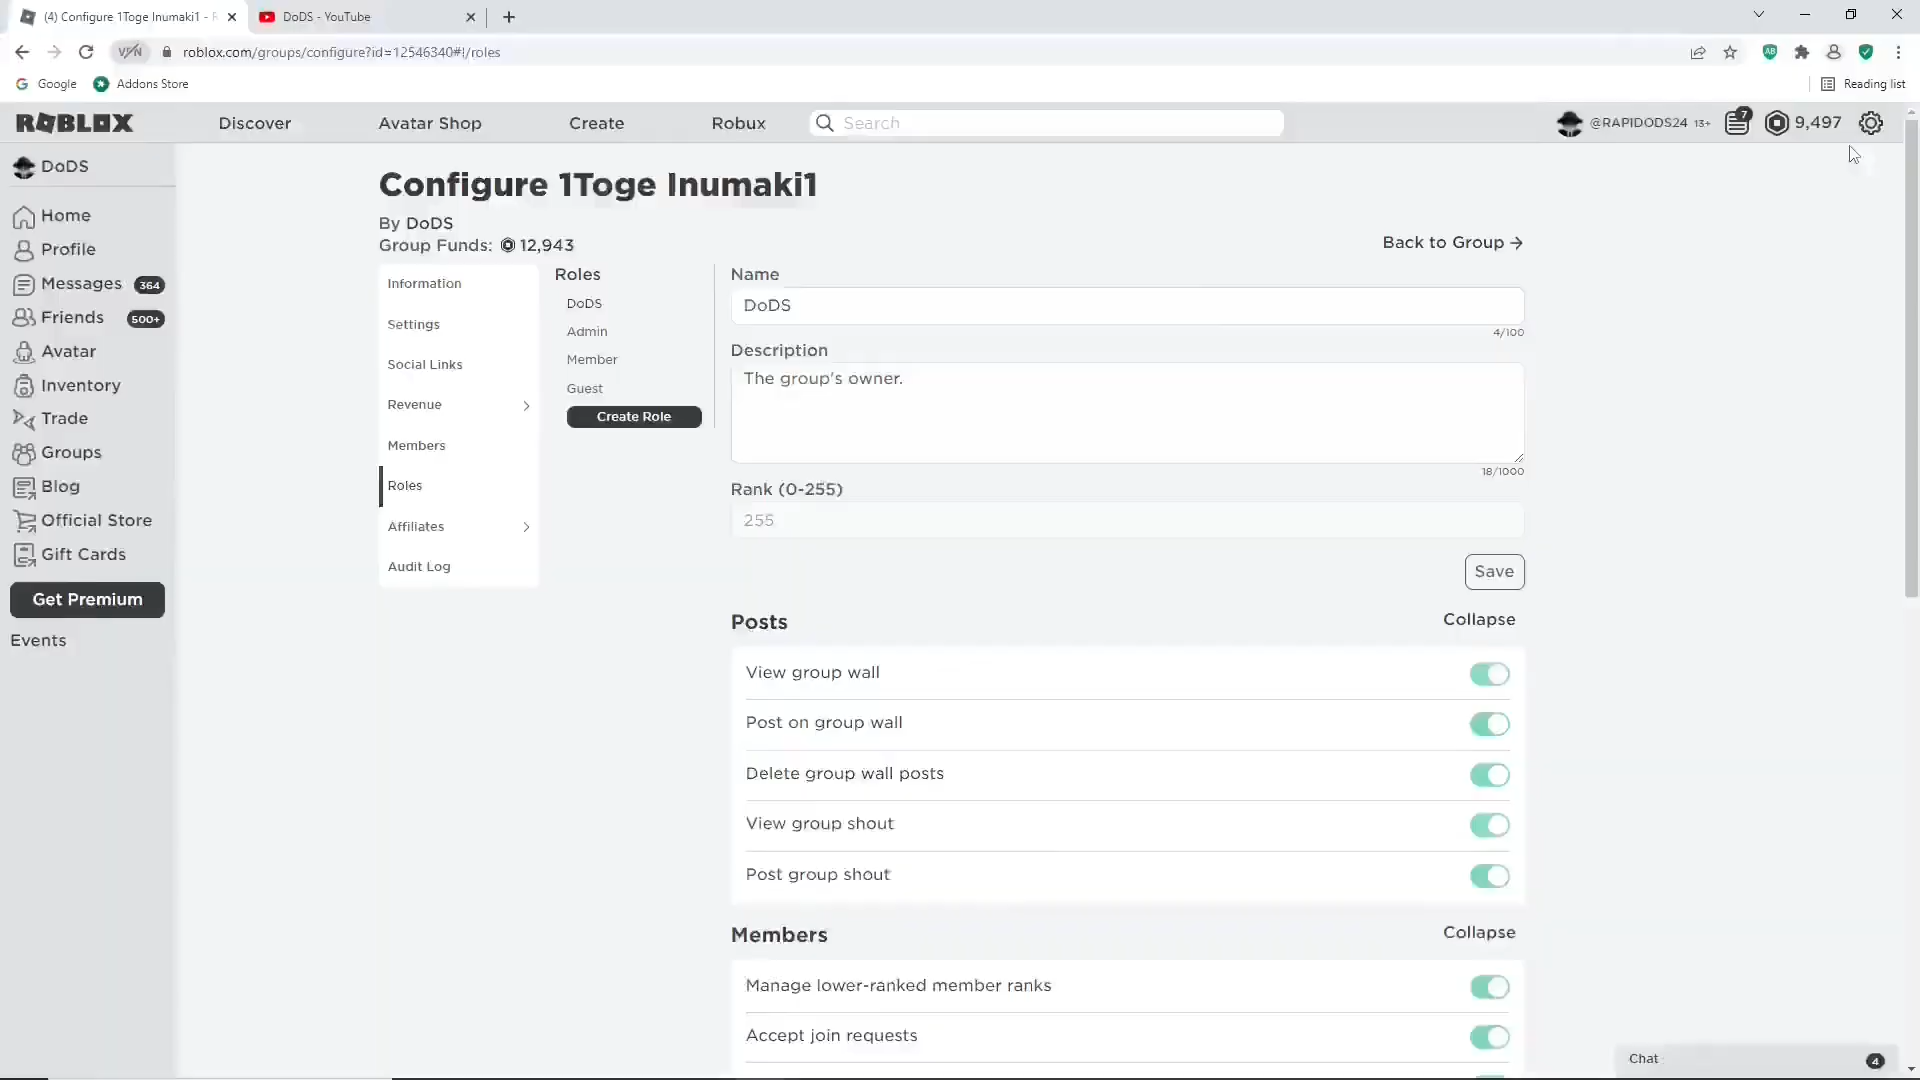 (4) Configure 1Toge Inumaki1 - R
DoDS - YouTube
VPN
roblox.com/groups/configure?id=12546340#!/roles
Google
Addons Store
Reading list
ROBLOX
Discover
Avatar Shop
Create
Robux
Search
@RAPIDODS24 13+
7
9,497
DoDS
Home
Profile
Messages 364
Friends 500+
Avatar
Inventory
Trade
Groups
Blog
Official Store
Gift Cards
Get Premium
Events
Configure 1Toge Inumaki1
By DoDS
Group Funds: 12,943
Back to Group →
Information
Settings
Social Links
Revenue
Members
Roles
Affiliates
Audit Log
Roles
DoDS
Admin
Member
Guest
Create Role
Name
DoDS
4/100
Description
The group's owner.
18/1000
Rank (0-255)
255
Save
Posts
Collapse
View group wall
Post on group wall
Delete group wall posts
View group shout
Post group shout
Members
Collapse
Manage lower-ranked member ranks
Accept join requests
Chat
4